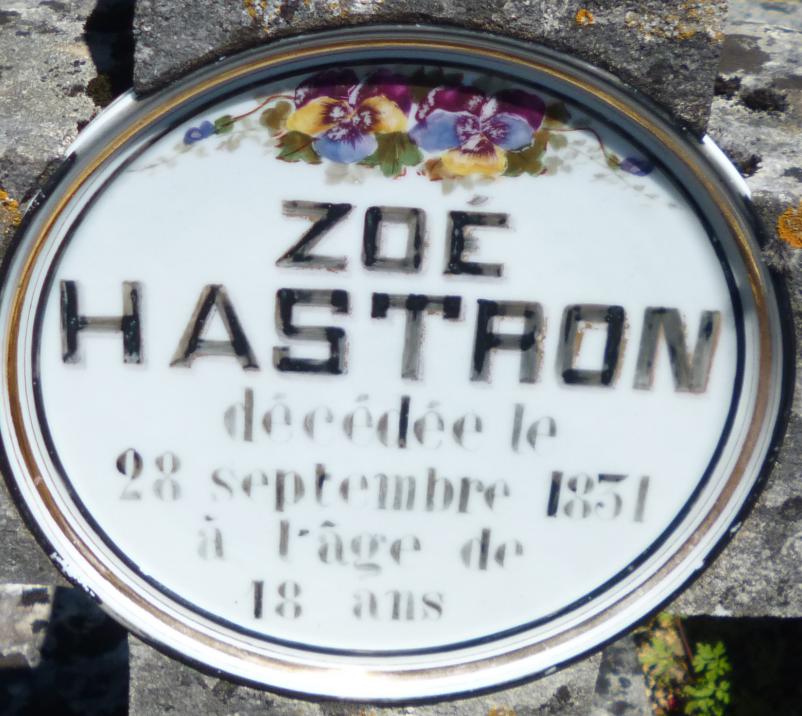 ZOÉ
HASTRON
décédée le
28 septembre 1851
à l'âge de
18 ans